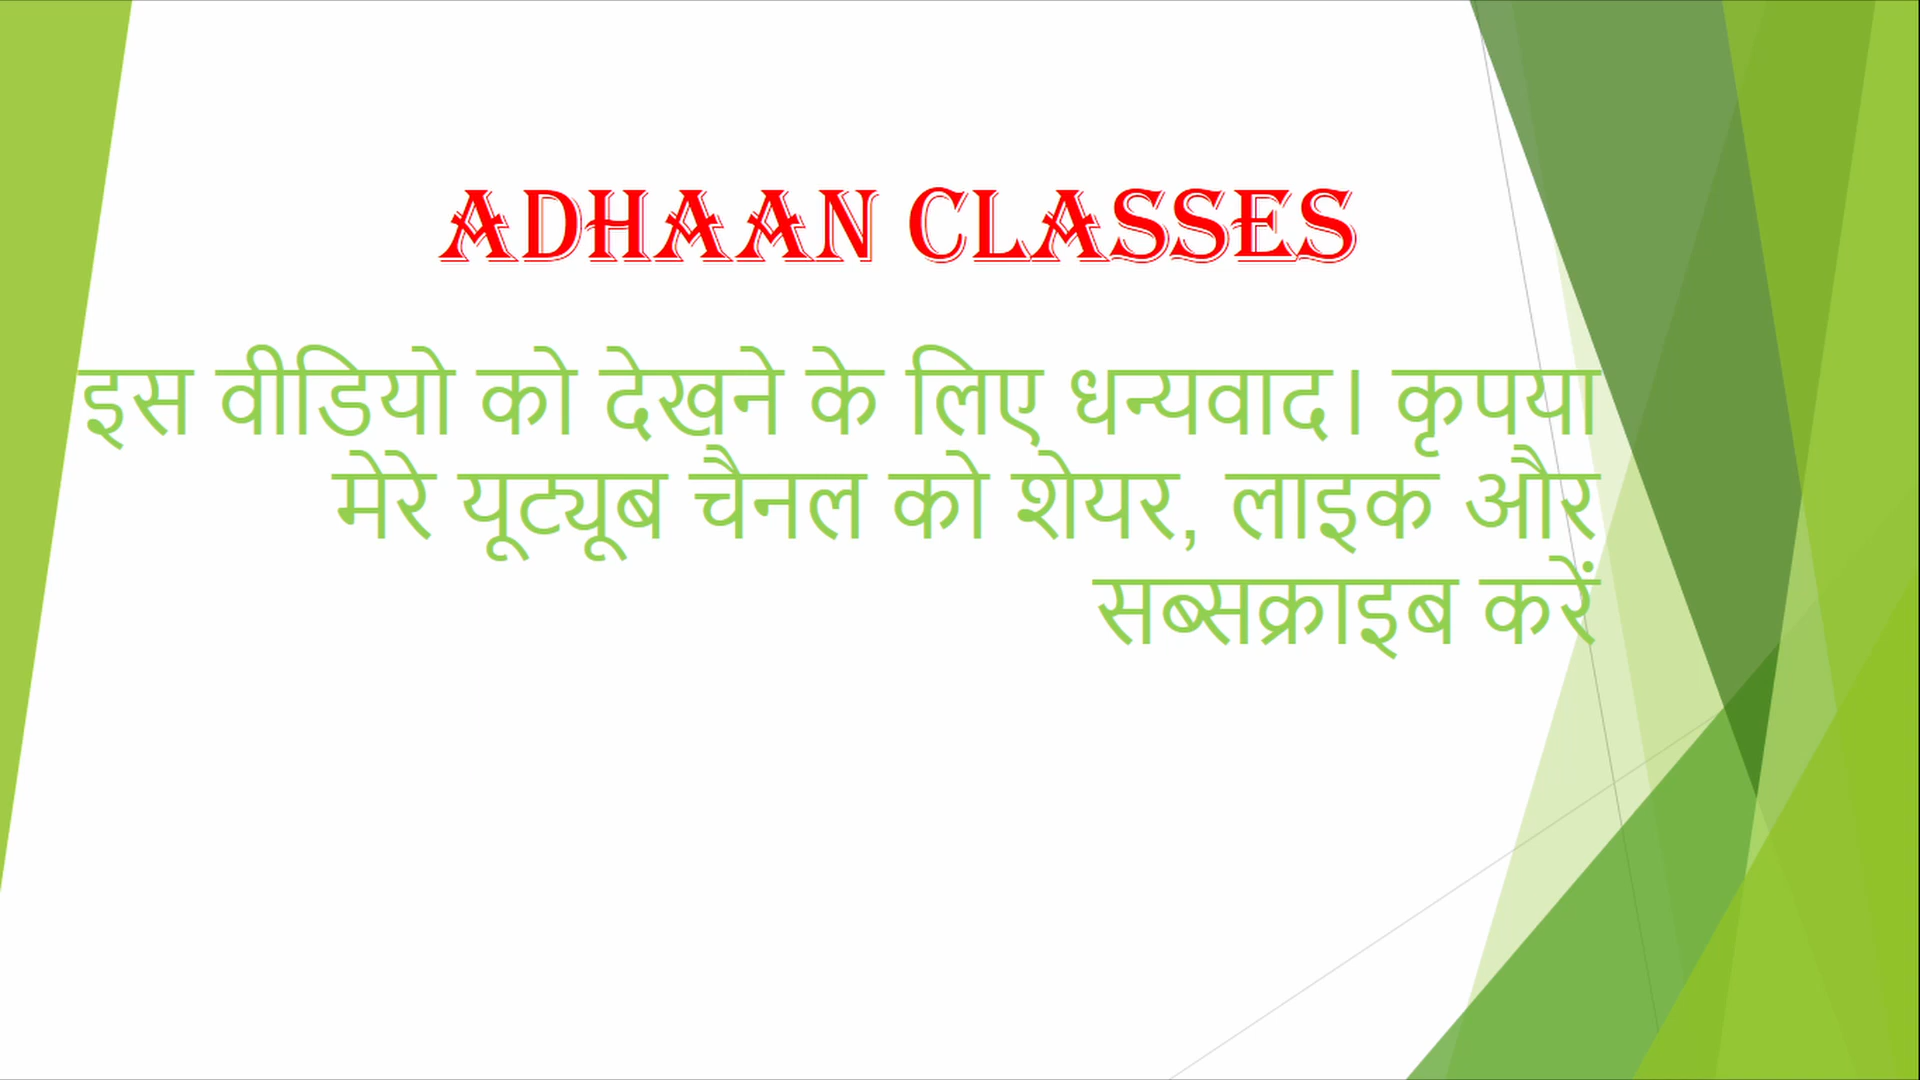 ADHAAN CLASSES
इस वीडियो को देखने के लिए धन्यवाद। कृपया
मेरे यूट्यूब चैनल को शेयर, लाइक और
सब्सक्राइब करें